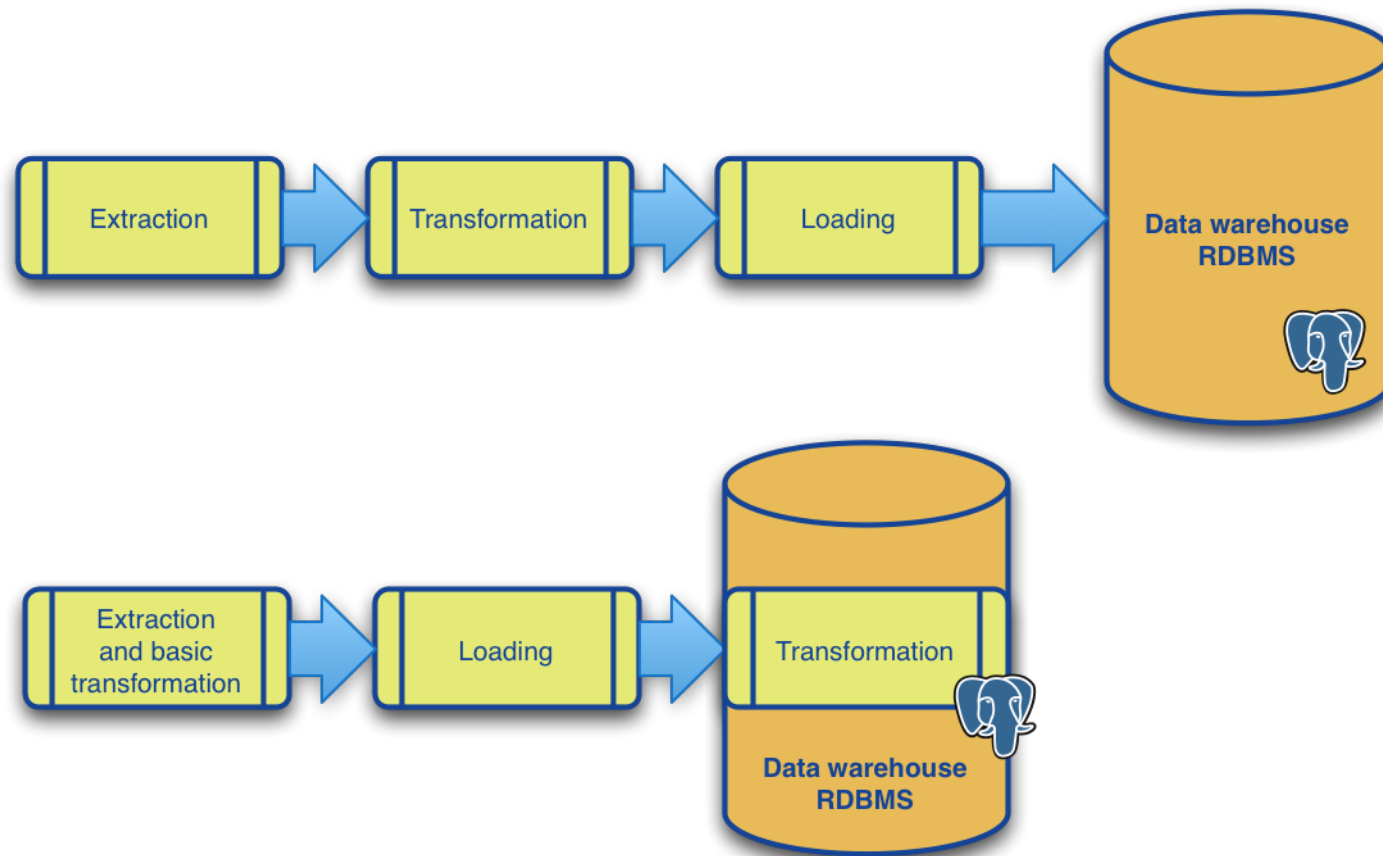 Extraction
Transformation
Loading
Data warehouse
RDBMS
Extraction
and basic
transformation
Loading
Transformation
Data warehouse
RDBMS